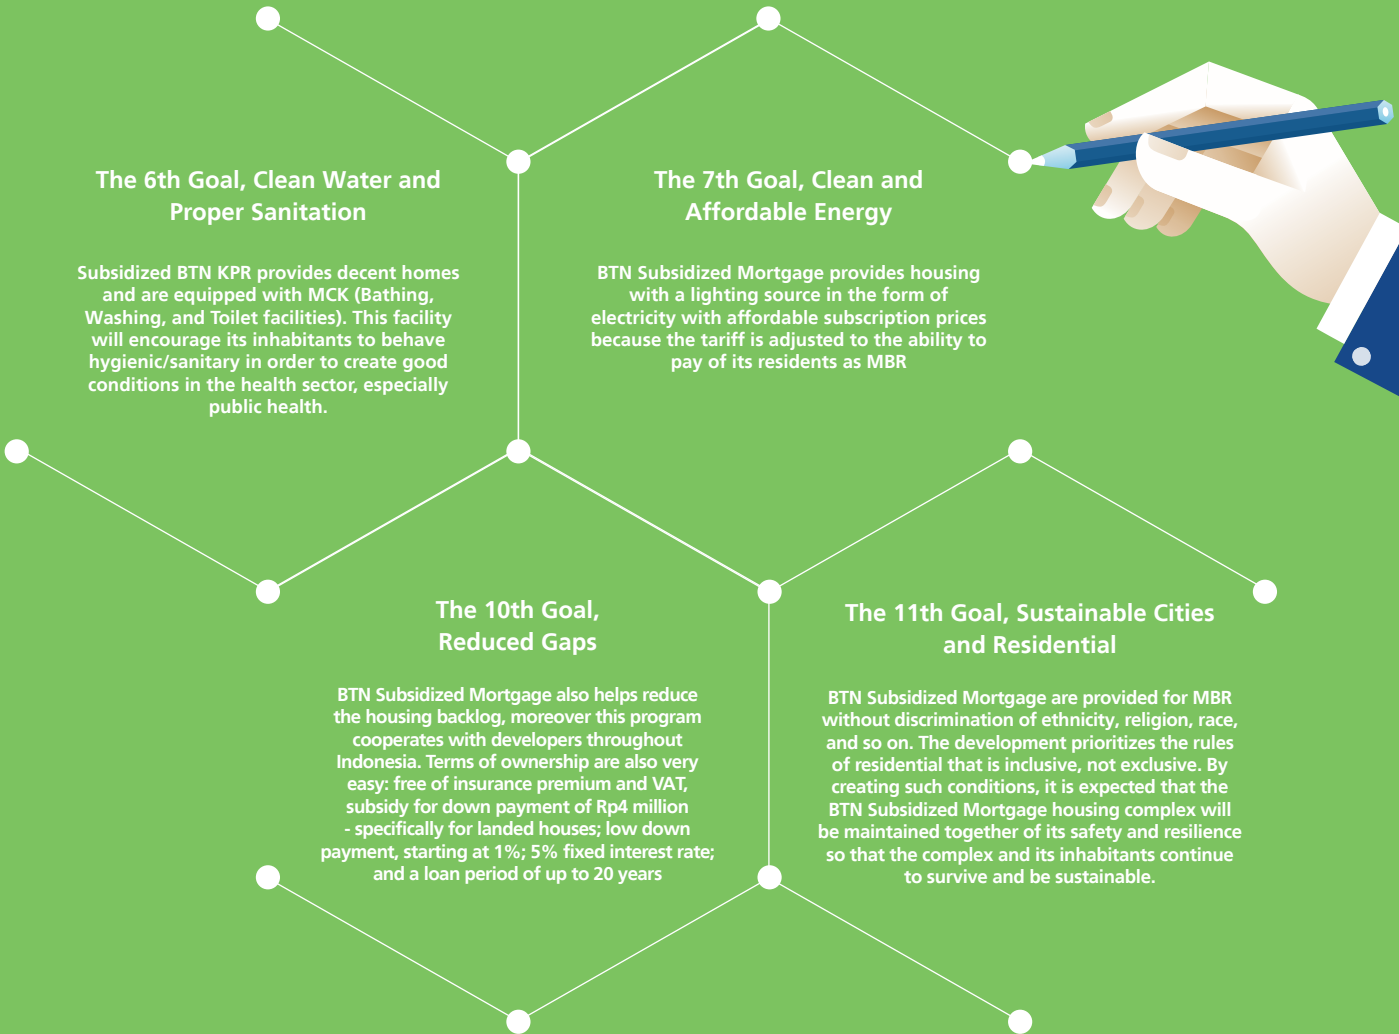 The 6th Goal, Clean Water and
Proper Sanitation
Subsidized BTN KPR provides decent homes
and are equipped with MCK (Bathing,
Washing, and Toilet facilities). This facility
will encourage its inhabitants to behave
hygienic/sanitary in order to create good
conditions in the health sector, especially
public health.
The 7th Goal, Clean and
Affordable Energy
BTN Subsidized Mortgage provides housing
with a lighting source in the form of
electricity with affordable subscription prices
because the tariff is adjusted to the ability to
pay of its residents as MBR
The 10th Goal,
Reduced Gaps
BTN Subsidized Mortgage also helps reduce
the housing backlog, moreover this program
cooperates with developers throughout
Indonesia. Terms of ownership are also very
easy: free of insurance premium and VAT,
subsidy for down payment of Rp4 million
- specifically for landed houses; low down
payment, starting at 1%; 5% fixed interest rate;
and a loan period of up to 20 years
The 11th Goal, Sustainable Cities
and Residential
BTN Subsidized Mortgage are provided for MBR
without discrimination of ethnicity, religion, race,
and so on. The development prioritizes the rules
of residential that is inclusive, not exclusive. By
creating such conditions, it is expected that the
BTN Subsidized Mortgage housing complex will
be maintained together of its safety and resilience
so that the complex and its inhabitants continue
to survive and be sustainable.